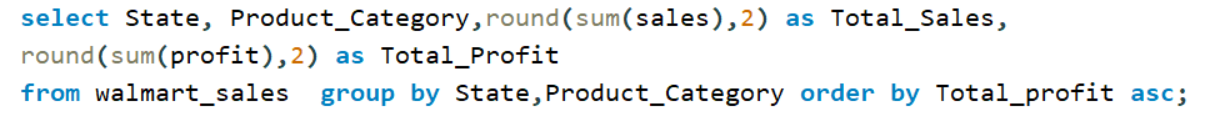 select State, Product_Category,round(sum(sales),2) as Total_Sales,
round(sum(profit),2) as Total_Profit
from walmart_sales  group by State,Product_Category order by Total_profit asc;